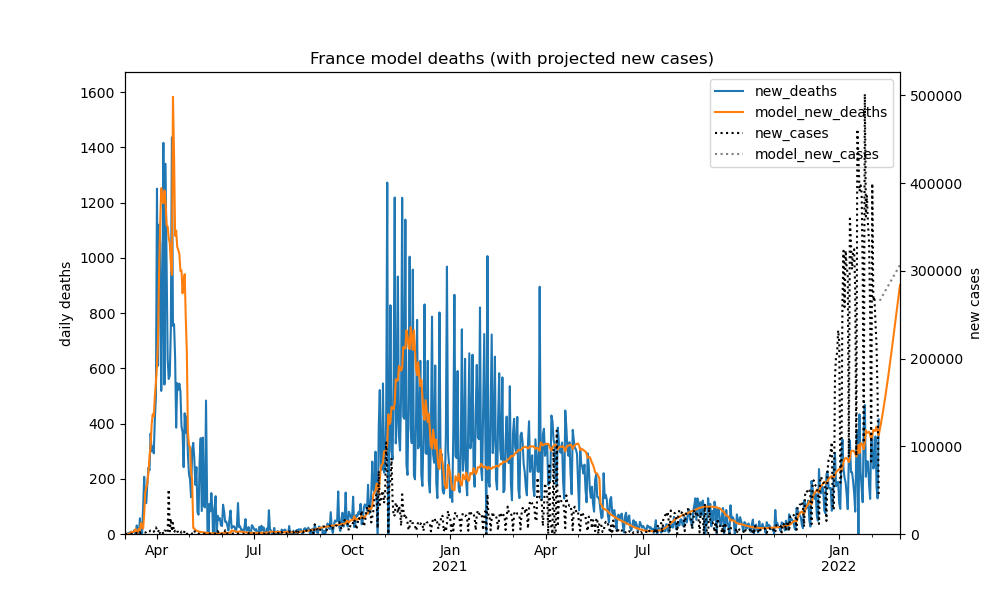 France model deaths (with projected new cases)
new_deaths
model_new_deaths
new_cases
model_new_cases
daily deaths
1600
1400
1200
1000
800
600
400
200
0
new cases
500000
400000
300000
200000
100000
0
Apr
Jul
Oct
Jan
2021
Apr
Jul
Oct
Jan
2022